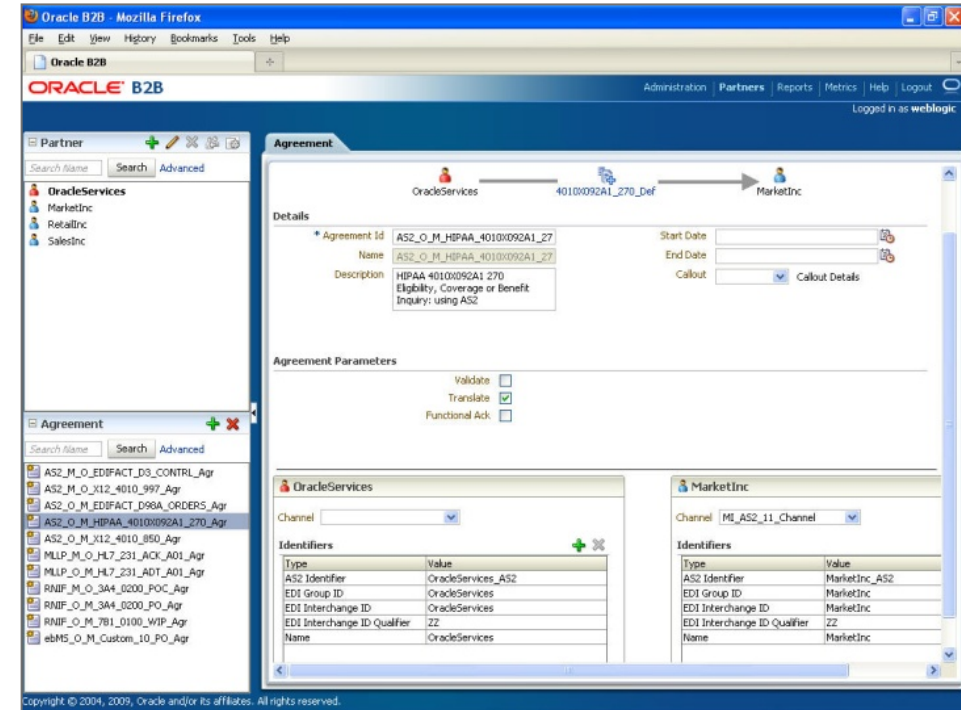 Oracle B2B - Mozilla Firefox
File Edit View History Bookmarks Tools Help
Oracle B2B
ORACLE B2B
Administration Partners Reports Metrics Help Logout
Logged in as weblogic
Partner
Search Name Search Advanced
OracleServices
MarketInc
RetailInc
SalesInc
Agreement
Search Name Search Advanced
AS2_M_O_EDIFACT_D3_CONTRL_Agr
AS2_M_O_X12_4010_997_Agr
AS2_O_M_EDIFACT_D98A_ORDERS_Agr
AS2_O_M_HIPAA_4010X092A1_270_Agr
AS2_O_M_X12_4010_850_Agr
MLLP_M_O_HL7_231_ACK_A01_Agr
MLLP_O_M_HL7_231_ADT_A01_Agr
RNIF_M_O_3A4_0200_POC_Agr
RNIF_O_M_3A4_0200_PO_Agr
RNIF_O_M_7B1_0100_WIP_Agr
ebMS_O_M_Custom_10_PO_Agr
Agreement
OracleServices 4010X092A1_270_Def MarketInc
Details
* Agreement Id AS2_O_M_HIPAA_4010X092A1_27 Start Date
Name AS2_O_M_HIPAA_4010X092A1_27 End Date
Description HIPAA 4010X092A1 270 Callout Callout Details
Eligibility, Coverage or Benefit
Inquiry: using AS2
Agreement Parameters
Validate
Translate
Functional Ack
OracleServices
Channel
Identifiers
Type Value
AS2 Identifier OracleServices_AS2
EDI Group ID OracleServices
EDI Interchange ID OracleServices
EDI Interchange ID Qualifier ZZ
Name OracleServices
MarketInc
Channel MI_AS2_11_Channel
Identifiers
Type Value
AS2 Identifier MarketInc_AS2
EDI Group ID MarketInc
EDI Interchange ID MarketInc
EDI Interchange ID Qualifier ZZ
Name MarketInc
Copyright © 2004, 2009, Oracle and/or its affiliates. All rights reserved.